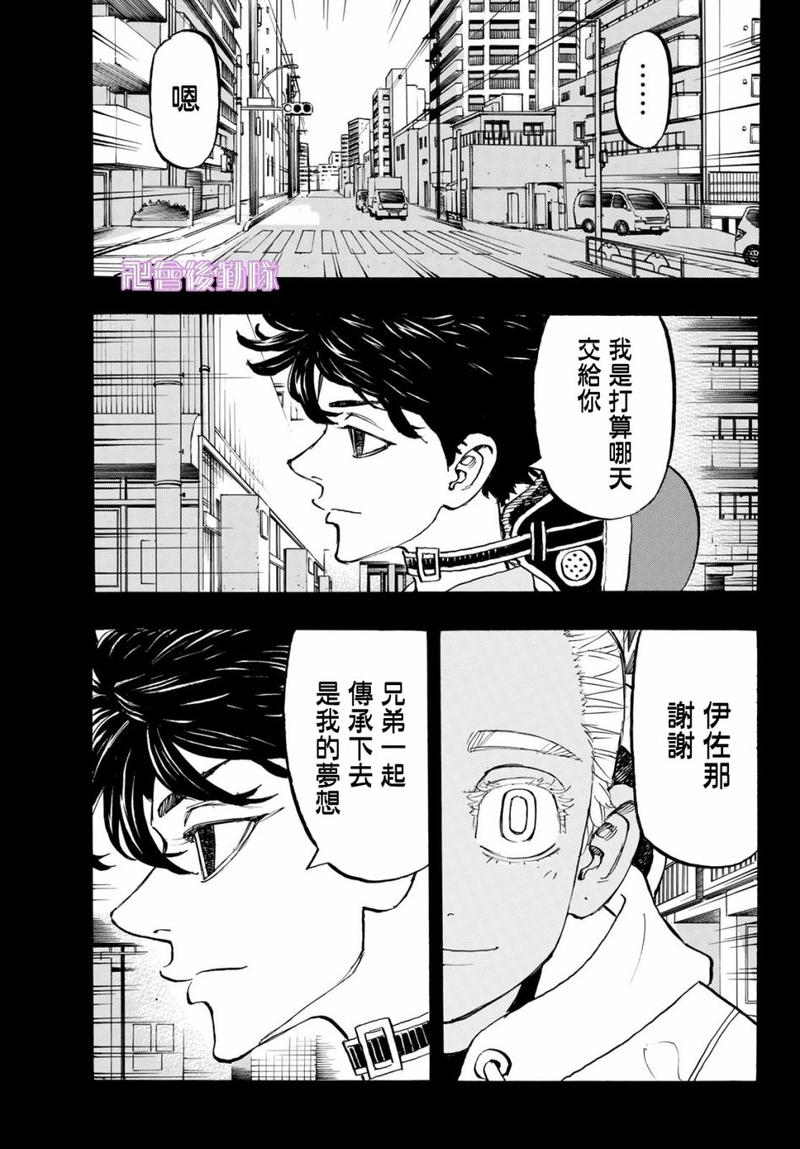 ……
嗯
卍會後勤隊
我是打算哪天
交給你
伊佐那
謝謝
兄弟一起
傳承下去
是我的夢想